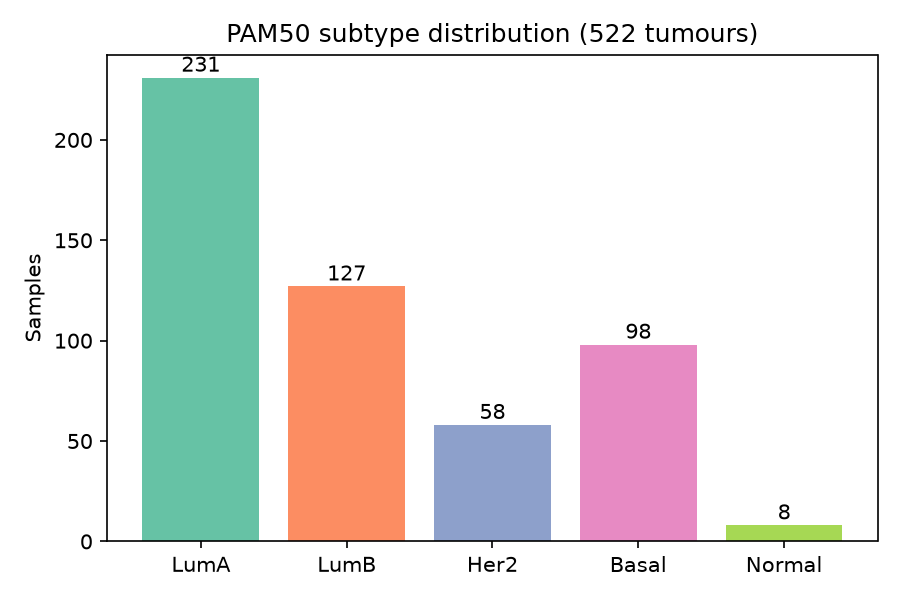 PAM50 subtype distribution (522 tumours)
Samples
200
150
100
50
0
231
127
58
98
8
LumA
LumB
Her2
Basal
Normal